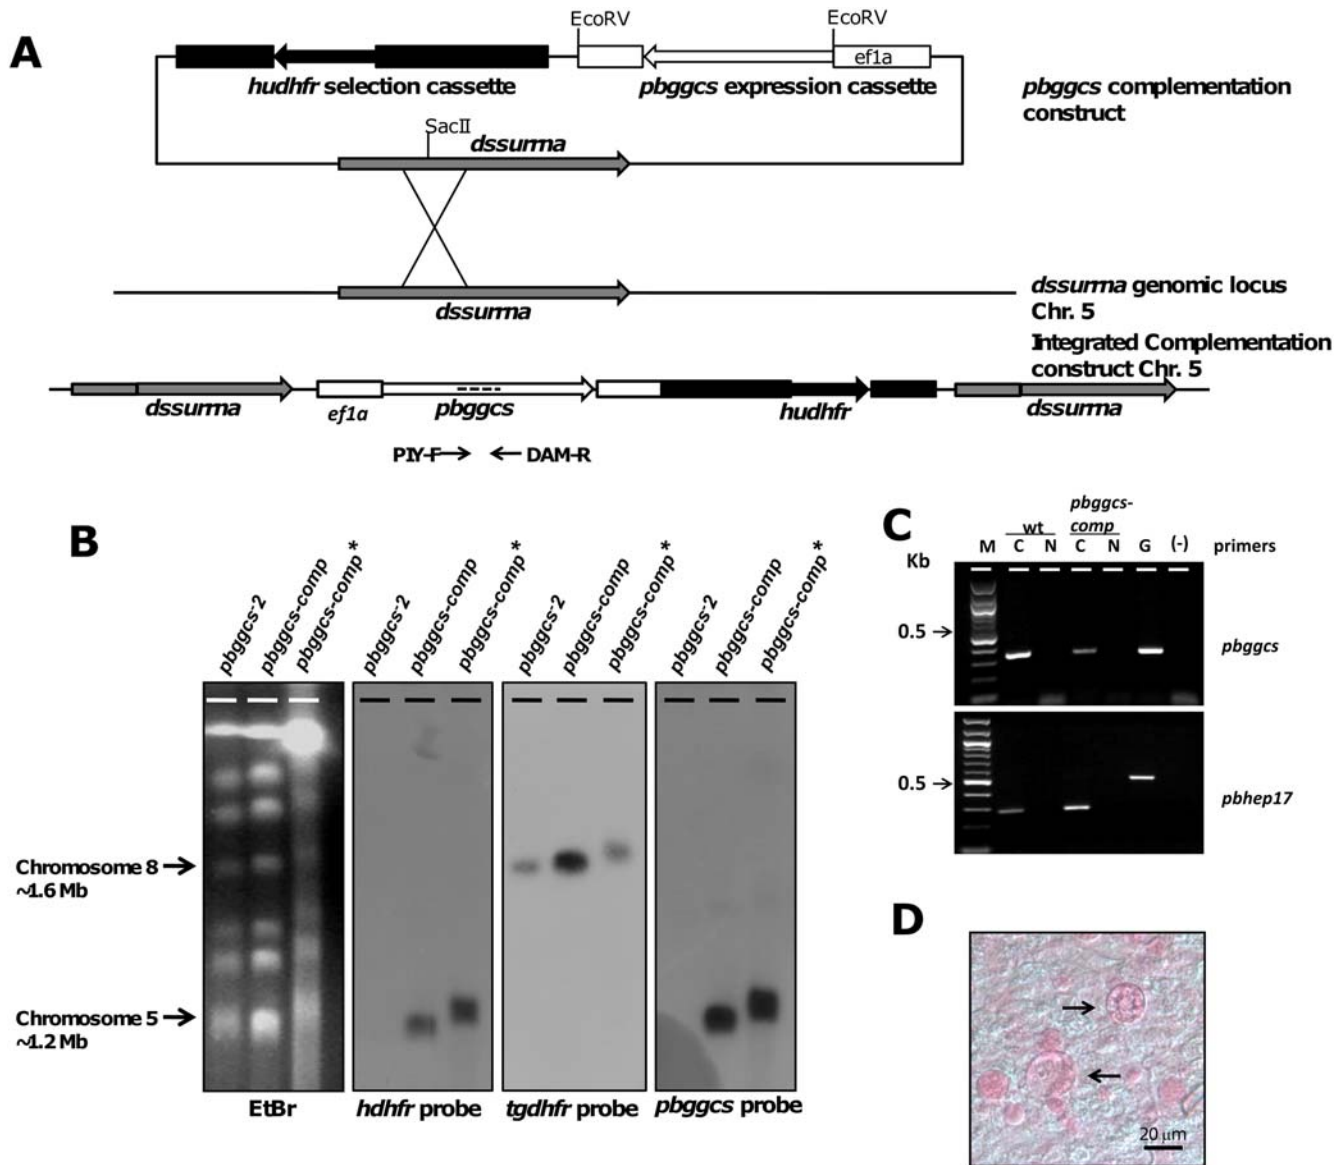 A
EcoRV
EcoRV
ef1a
hudhfr selection cassette
pbggcs expression cassette
pbggcs complementation
construct
SacII
dssurrna
dssurrna
dssurrna genomic locus
Chr. 5
Integrated Complementation
construct Chr. 5
dssurrna
ef1a
pbggcs
hudhfr
dssurrna
PIY-F
DAM-R
B
pbggcs-2
pbggcs-comp
pbggcs-comp*
pbggcs-2
pbggcs-comp
pbggcs-comp*
pbggcs-2
pbggcs-comp
pbggcs-comp*
pbggcs-2
pbggcs-comp
pbggcs-comp*
Chromosome 8
~1.6 Mb
Chromosome 5
~1.2 Mb
EtBr
hdhfr probe
tgdhfr probe
pbggcs probe
C
Kb
M
wt
C N
pbggcs-
comp
C N
G
(-)
primers
0.5
pbggcs
0.5
pbhep17
D
20 µm